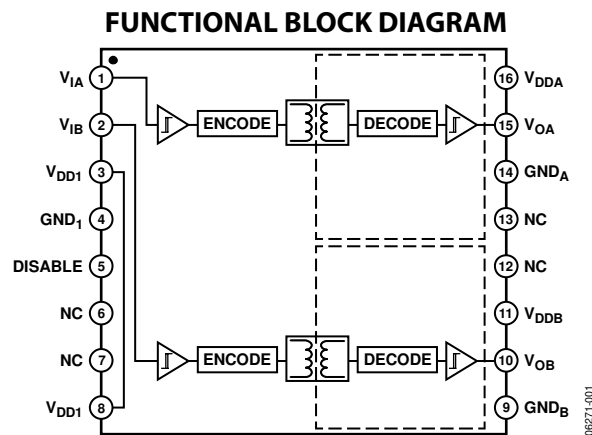 FUNCTIONAL BLOCK DIAGRAM
VIA 1
VIB 2
VDD1 3
GND1 4
DISABLE 5
NC 6
NC 7
VDD1 8
ENCODE
DECODE
ENCODE
DECODE
16 VDDA
15 VOA
14 GNDA
13 NC
12 NC
11 VDDB
10 VOB
9 GNDB
06271-001